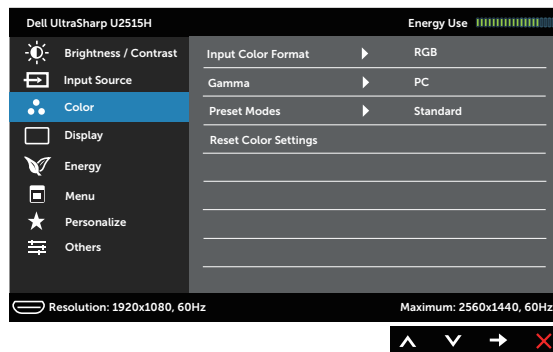 Dell UltraSharp U2515H
Energy Use
Brightness / Contrast
Input Source
Color
Display
Energy
Menu
Personalize
Others
Input Color Format
RGB
Gamma
PC
Preset Modes
Standard
Reset Color Settings
Resolution: 1920x1080, 60Hz
Maximum: 2560x1440, 60Hz